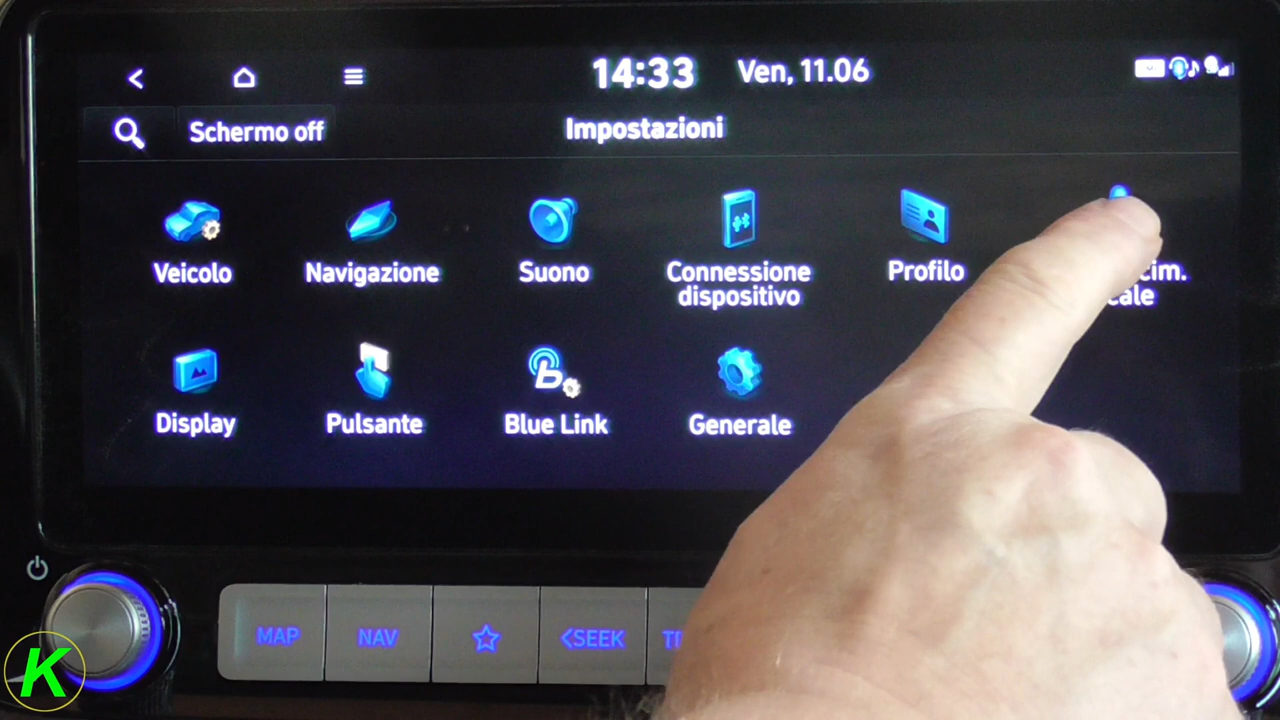 14:33 Ven, 11.06
Schermo off Impostazioni
Veicolo Navigazione Suono Connessione dispositivo Profilo
Display Pulsante Blue Link Generale
MAP NAV <SEEK
K